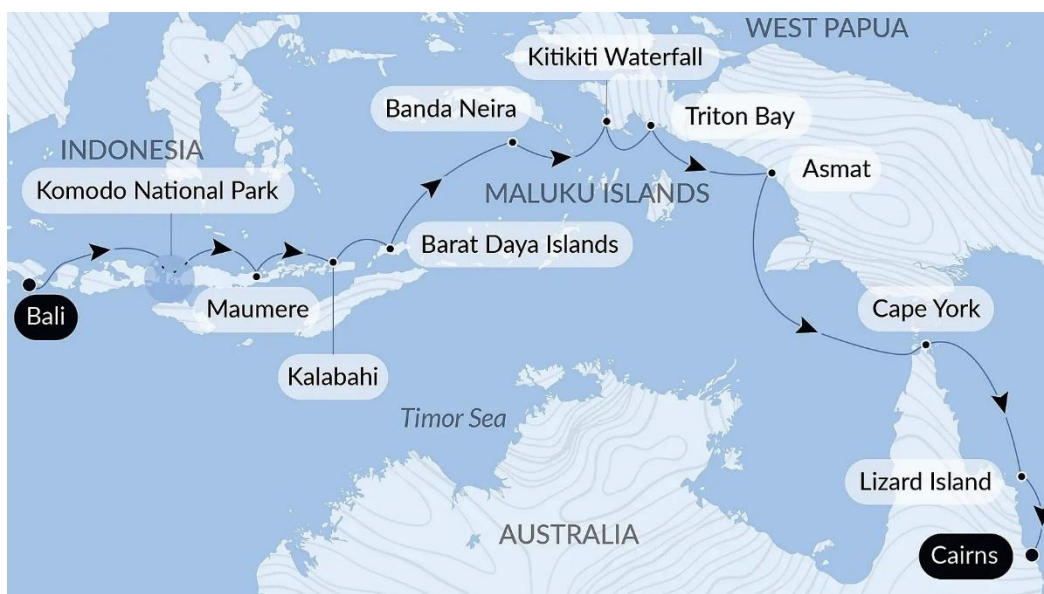 WEST PAPUA
Kitikiti Waterfall
Banda Neira
Triton Bay
INDONESIA
Komodo National Park
Asmat
MALUKU ISLANDS
Barat Daya Islands
Maumere
Bali
Cape York
Kalabahi
Timor Sea
Lizard Island
AUSTRALIA
Cairns